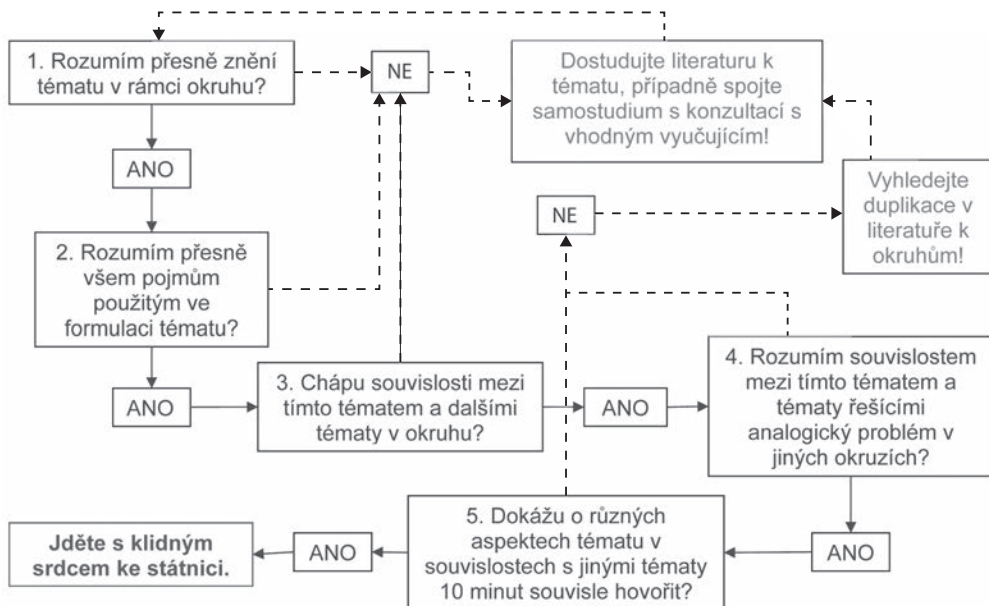 1. Rozumím přesně znění
tématu v rámci okruhu?
NE
Dostudujte literaturu k
tématu, případně spojte
samostudium s konzultací s
vhodným vyučujícím!
ANO
Vyhledejte
duplikace v
literatuře k
okruhům!
NE
2. Rozumím přesně
všem pojmům
použitým ve
formulaci tématu?
ANO
3. Chápu souvislosti mezi
tímto tématem a dalšími
tématy v okruhu?
ANO
4. Rozumím souvislostem
mezi tímto tématem a
tématy řešícími
analogický problém v
jiných okruzích?
ANO
5. Dokážu o různých
aspektech tématu v
souvislostech s jinými tématy
10 minut souvisle hovořit?
ANO
Jděte s klidným
srdcem ke státnici.